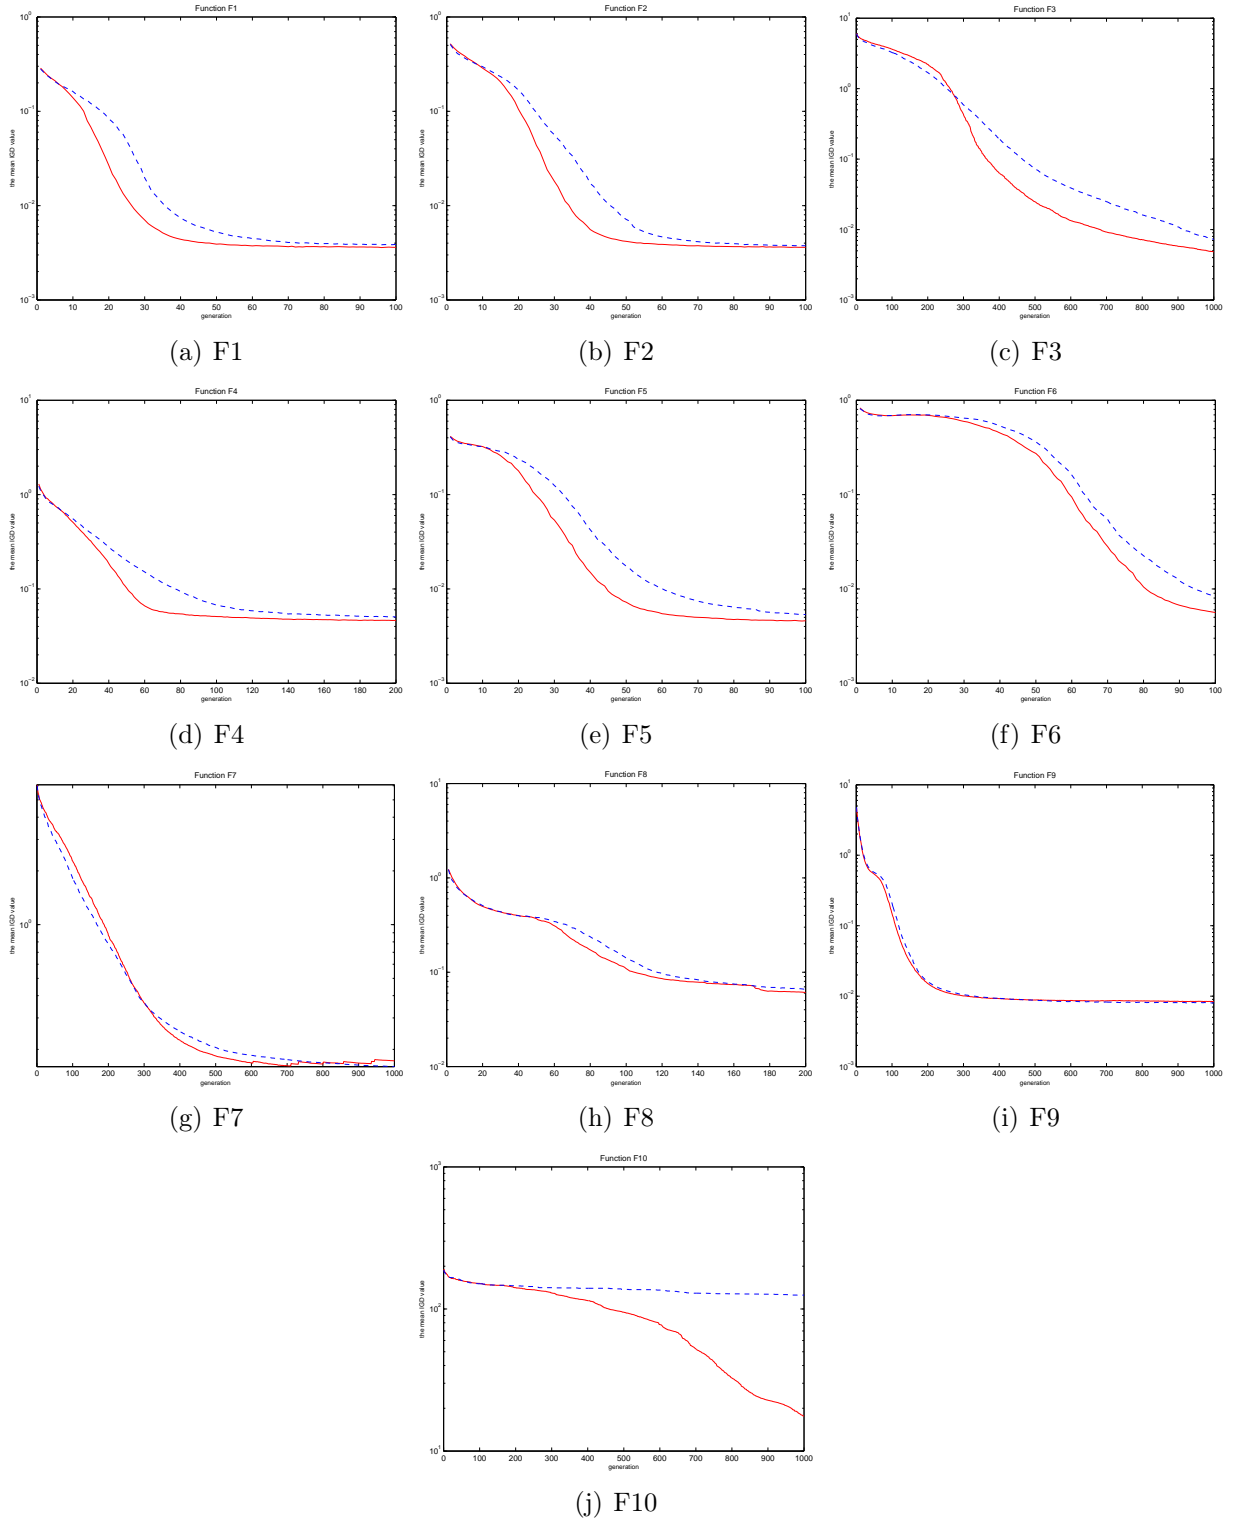 Function F1
the mean IGD value
10^0
10^-1
10^-2
10^-3
0 10 20 30 40 50 60 70 80 90 100
generation
(a) F1
Function F2
the mean IGD value
10^0
10^-1
10^-2
10^-3
0 10 20 30 40 50 60 70 80 90 100
generation
(b) F2
Function F3
the mean IGD value
10^1
10^0
10^-1
10^-2
10^-3
0 100 200 300 400 500 600 700 800 900 1000
generation
(c) F3
Function F4
the mean IGD value
10^1
10^0
10^-1
10^-2
0 20 40 60 80 100 120 140 160 180 200
generation
(d) F4
Function F5
the mean IGD value
10^0
10^-1
10^-2
10^-3
0 10 20 30 40 50 60 70 80 90 100
generation
(e) F5
Function F6
the mean IGD value
10^0
10^-1
10^-2
10^-3
0 10 20 30 40 50 60 70 80 90 100
generation
(f) F6
Function F7
the mean IGD value
10^0
0 100 200 300 400 500 600 700 800 900 1000
generation
(g) F7
Function F8
the mean IGD value
10^1
10^0
10^-1
10^-2
0 20 40 60 80 100 120 140 160 180 200
generation
(h) F8
Function F9
the mean IGD value
10^1
10^0
10^-1
10^-2
10^-3
0 100 200 300 400 500 600 700 800 900 1000
generation
(i) F9
Function F10
the mean IGD value
10^3
10^2
10^1
0 100 200 300 400 500 600 700 800 900 1000
generation
(j) F10